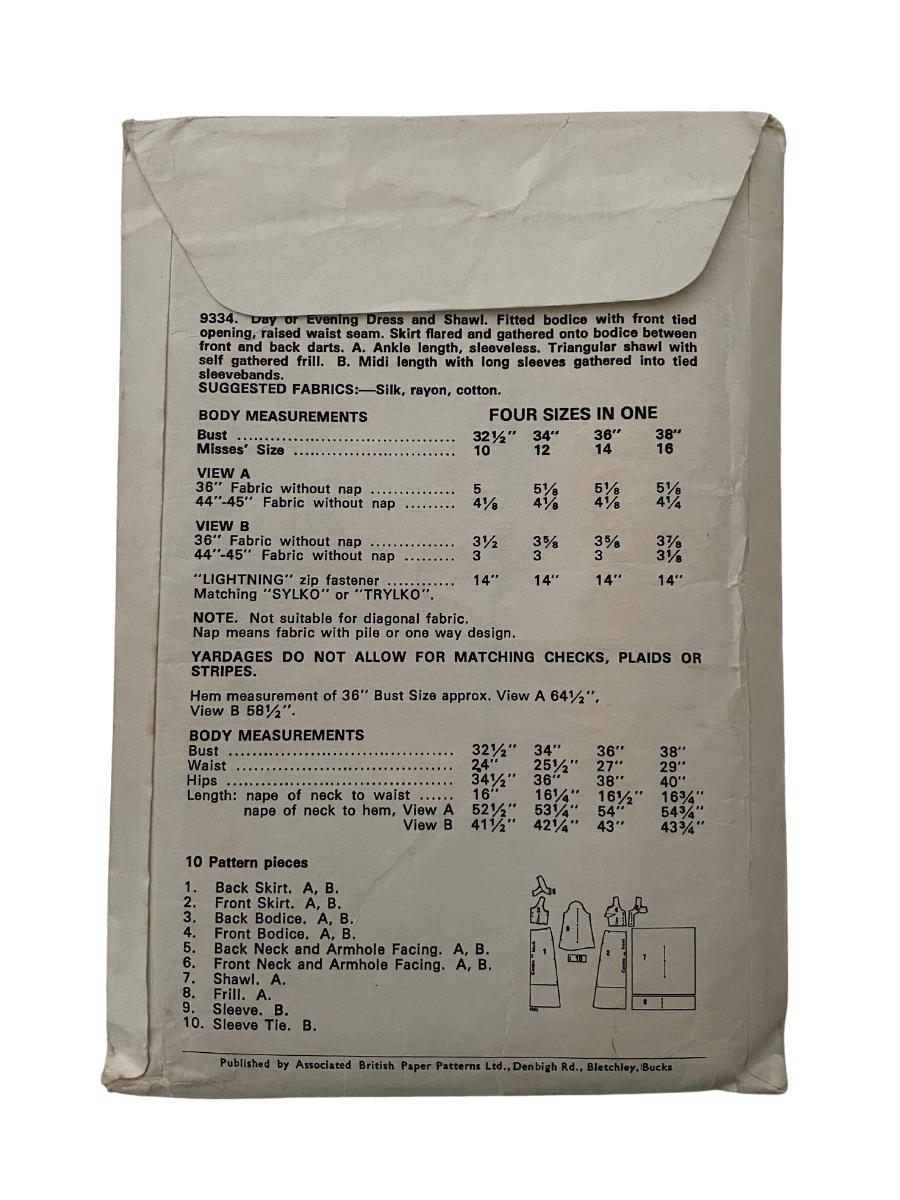 9334. Day or Evening Dress and Shawl. Fitted bodice with front tied
opening, raised waist seam. Skirt flared and gathered onto bodice between
front and back darts. A. Ankle length, sleeveless. Triangular shawl with
self gathered frill. B. Midi length with long sleeves gathered into tied
sleevebands.
SUGGESTED FABRICS:—Silk, rayon, cotton.
BODY MEASUREMENTS FOUR SIZES IN ONE
Bust ........................................ 32½" 34" 36" 38"
Misses' Size ............................ 10 12 14 16
VIEW A
36" Fabric without nap ............... 5 5⅛ 5⅛ 5⅛
44"-45" Fabric without nap ......... 4⅛ 4⅛ 4⅛ 4¼
VIEW B
36" Fabric without nap ............... 3½ 3⅝ 3⅝ 3⅞
44"-45" Fabric without nap ......... 3 3 3 3⅛
"LIGHTNING" zip fastener ............ 14" 14" 14" 14"
Matching "SYLKO" or "TRYLKO".
NOTE. Not suitable for diagonal fabric.
Nap means fabric with pile or one way design.
YARDAGES DO NOT ALLOW FOR MATCHING CHECKS, PLAIDS OR
STRIPES.
Hem measurement of 36" Bust Size approx. View A 64½",
View B 58½".
BODY MEASUREMENTS
Bust ........................................ 32½" 34" 36" 38"
Waist ....................................... 24" 25½" 27" 29"
Hips ........................................ 34½" 36" 38" 40"
Length: nape of neck to waist ...... 16" 16¼" 16½" 16¾"
nape of neck to hem, View A 52½" 53¼" 54" 54¾"
View B 41½" 42¼" 43" 43¾"
10 Pattern pieces
1. Back Skirt. A, B.
2. Front Skirt. A, B.
3. Back Bodice. A, B.
4. Front Bodice. A, B.
5. Back Neck and Armhole Facing. A, B.
6. Front Neck and Armhole Facing. A, B.
7. Shawl. A.
8. Frill. A.
9. Sleeve. B.
10. Sleeve Tie. B.
Published by Associated British Paper Patterns Ltd., Denbigh Rd., Bletchley, Bucks